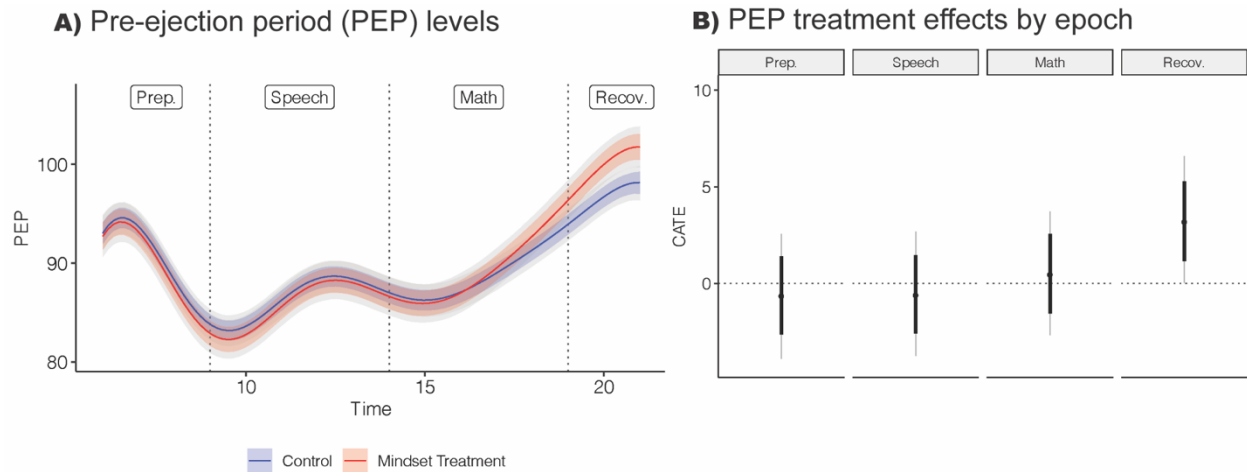 A) Pre-ejection period (PEP) levels
Prep. Speech Math Recov.
100
90
80
PEP
10 15 20
Time
Control Mindset Treatment
B) PEP treatment effects by epoch
Prep. Speech Math Recov.
10
5
0
CATE